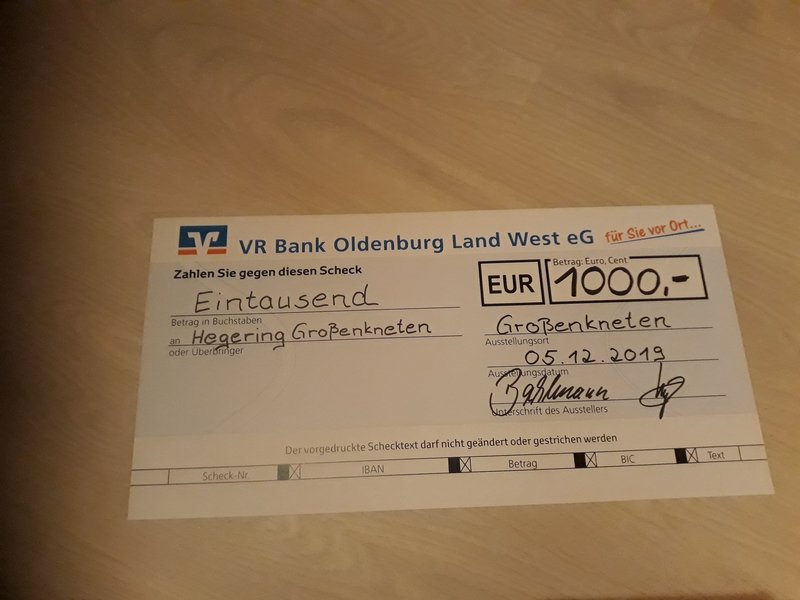 VR Bank Oldenburg Land West eG für Sie vor Ort...
Zahlen Sie gegen diesen Scheck
Eintausend
Betrag in Buchstaben
an Hegering Großenkneten
oder Überbringer
EUR
Betrag: Euro, Cent
1000,-
Großenkneten
Ausstellungsort
05.12.2019
Ausstellungsdatum
Bahlmann
Unterschrift des Ausstellers
Der vorgedruckte Schecktext darf nicht geändert oder gestrichen werden
Scheck-Nr. IBAN Betrag BIC Text